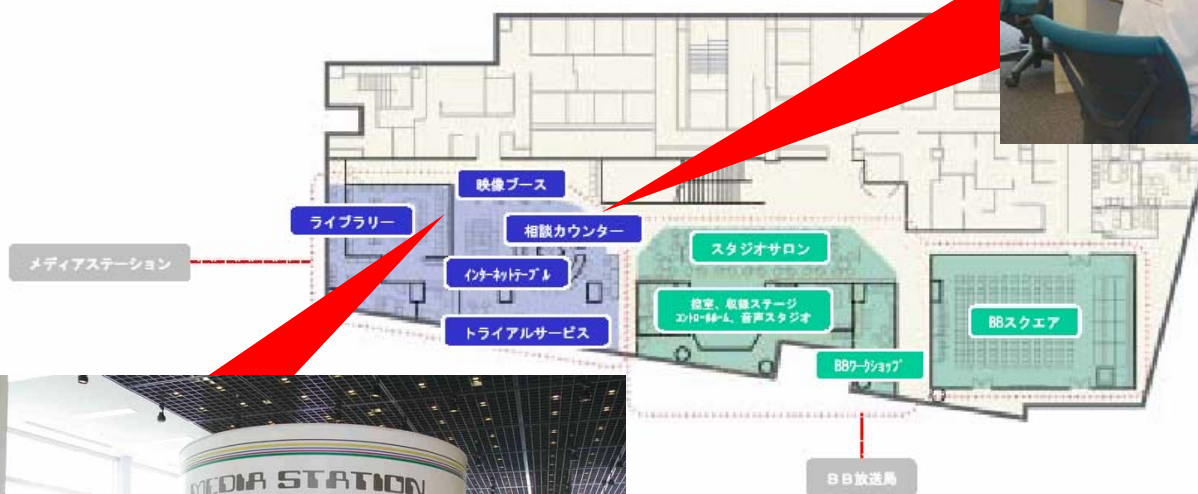 映像ブース
ライブラリー
相談カウンター
メディアステーション
インターネットテーブル
スタジオサロン
控室、収録ステージ
コントロールルーム、音声スタジオ
BBスクエア
トライアルサービス
BBワークショップ
MEDIA STATION
BB放送局